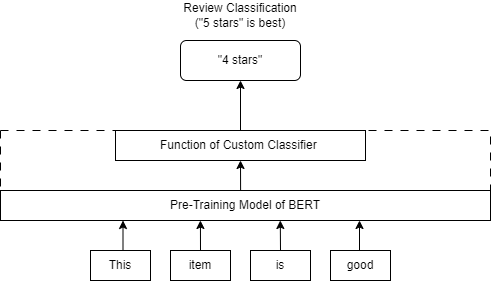 Review Classification
("5 stars" is best)
"4 stars"
Function of Custom Classifier
Pre-Training Model of BERT
This item is good